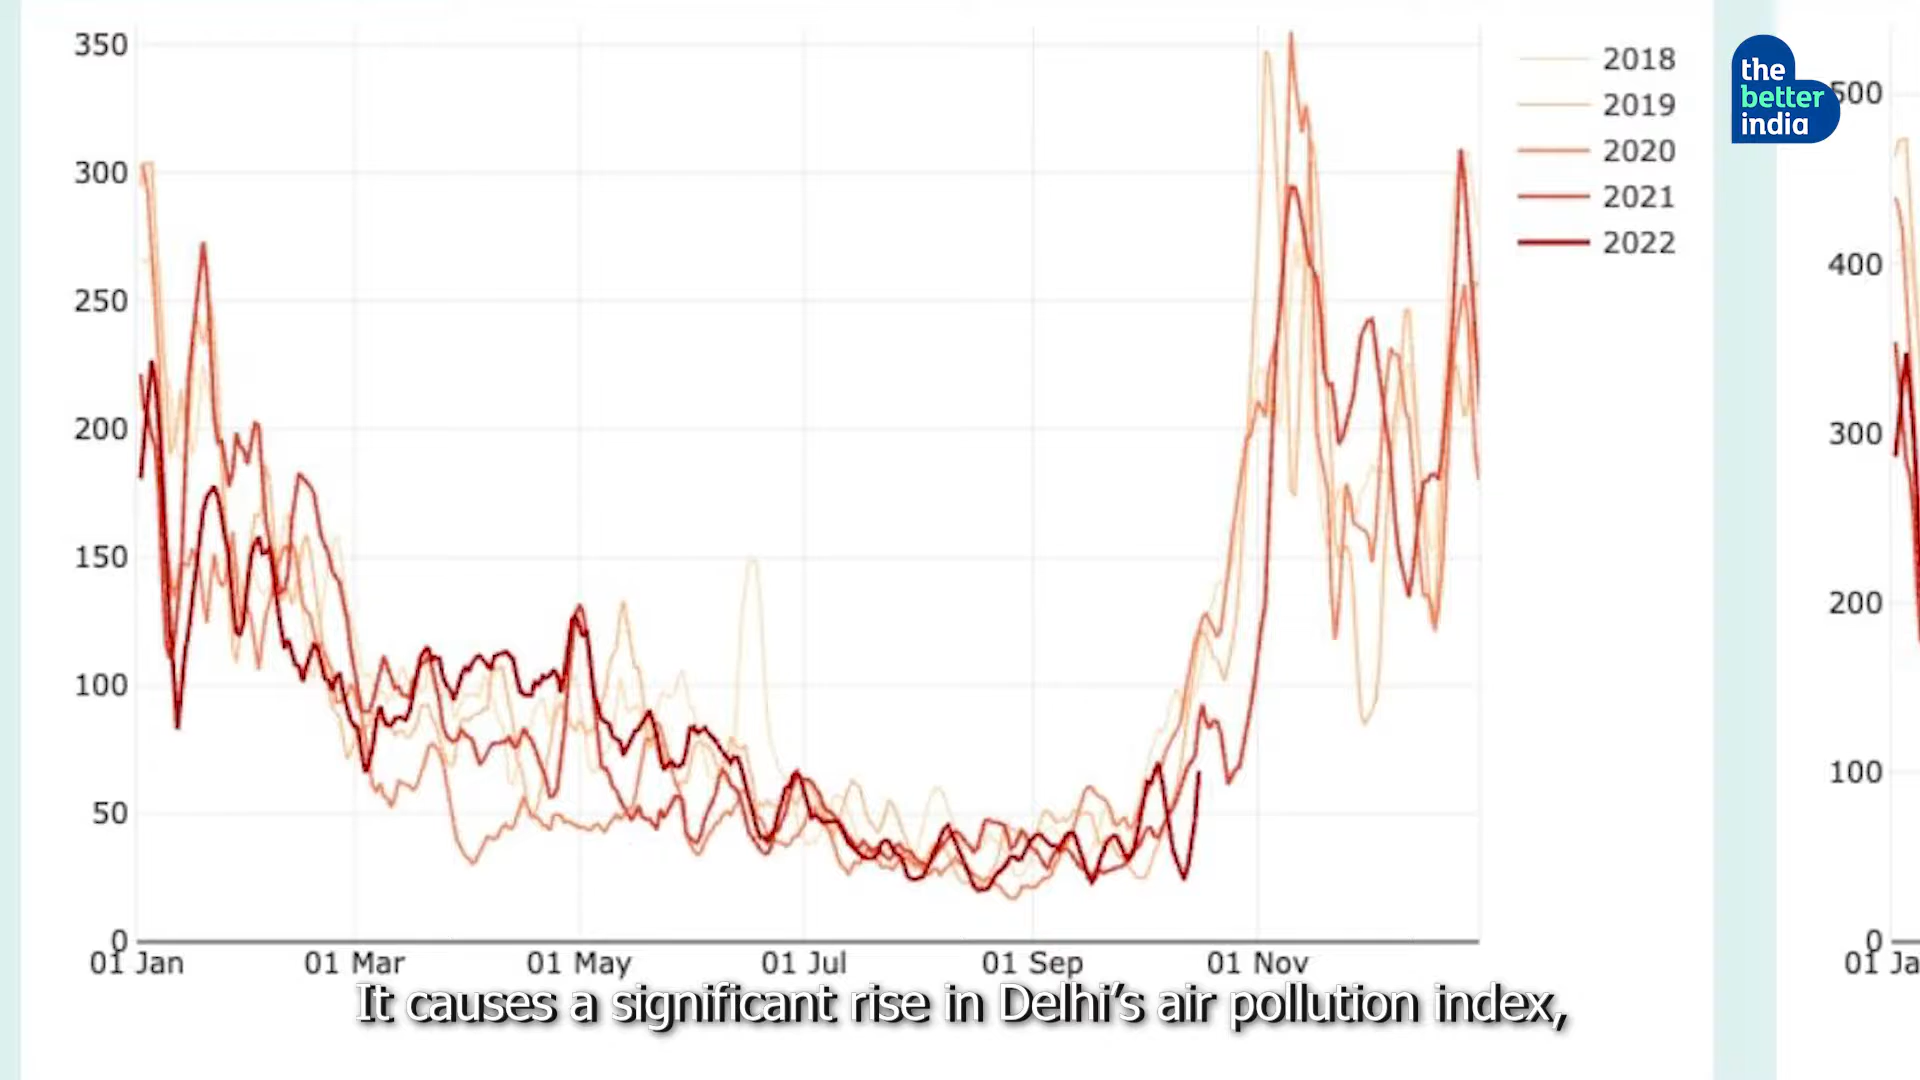 350
300
250
200
150
100
50
0
01 Jan
01 Mar
01 May
01 Jul
01 Sep
01 Nov
2018
2019
2020
2021
2022
the
better
india
500
400
300
200
100
0
01 Ja
It causes a significant rise in Delhi's air pollution index,